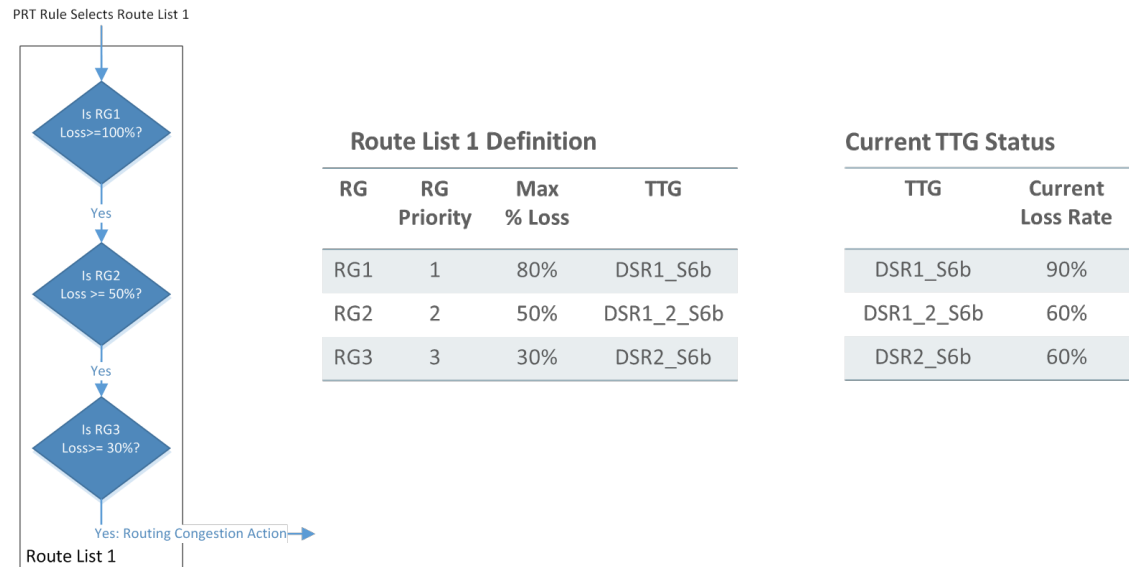 PRT Rule Selects Route List 1
Is RG1
Loss>=100%?
Yes
Is RG2
Loss >= 50%?
Yes
Is RG3
Loss>= 30%?
Yes: Routing Congestion Action
Route List 1
Route List 1 Definition
RG RG Priority Max % Loss TTG
RG1 1 80% DSR1_S6b
RG2 2 50% DSR1_2_S6b
RG3 3 30% DSR2_S6b
Current TTG Status
TTG Current Loss Rate
DSR1_S6b 90%
DSR1_2_S6b 60%
DSR2_S6b 60%